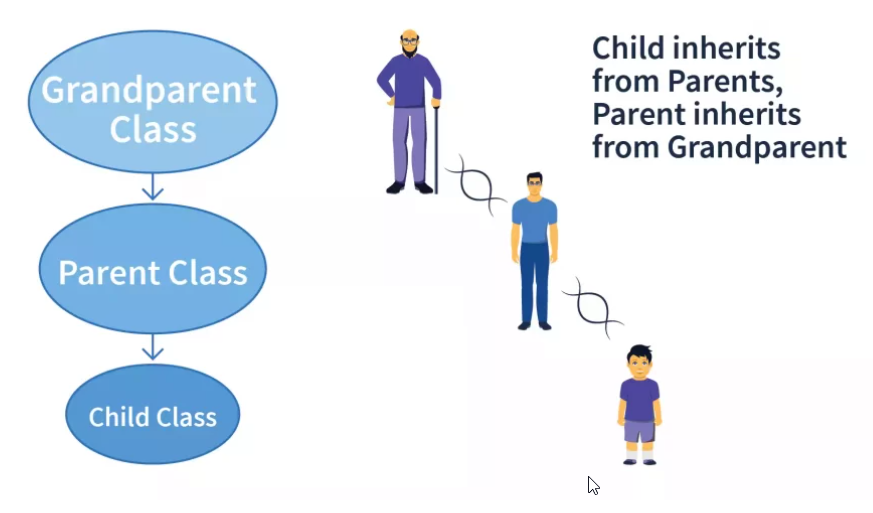 Grandparent
Class
Parent Class
Child Class
Child inherits
from Parents,
Parent inherits
from Grandparent